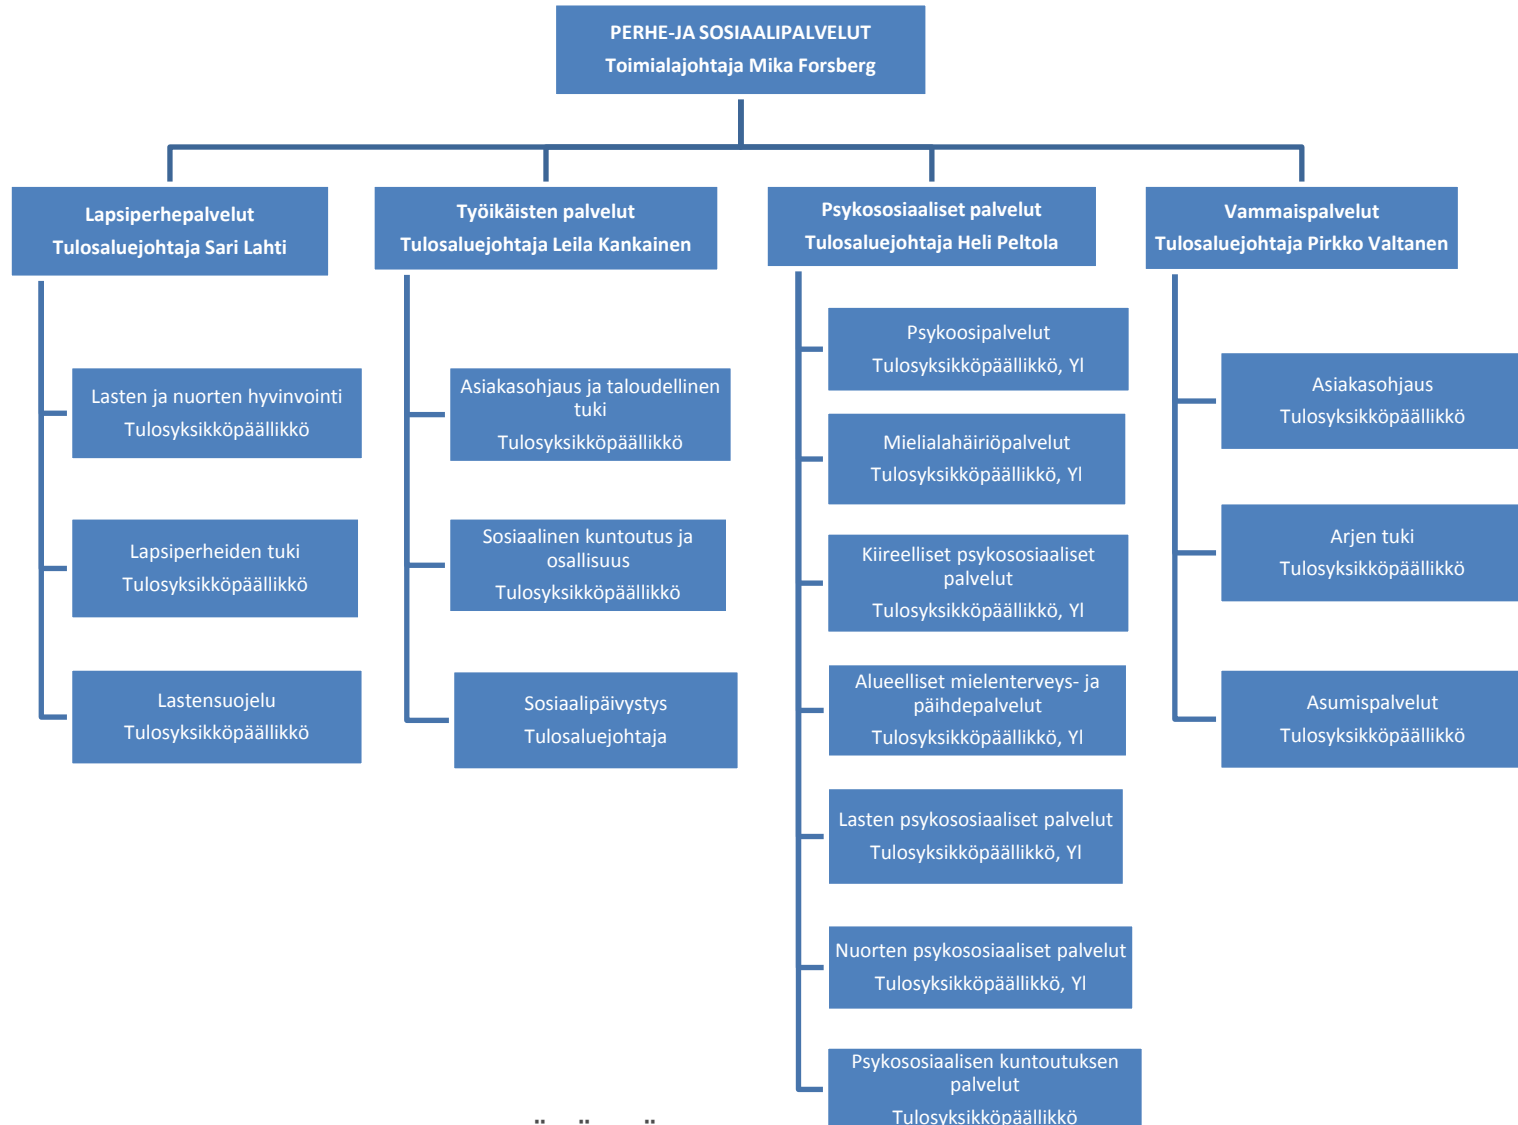 PERHE-JA SOSIAALIPALVELUT
Toimialajohtaja Mika Forsberg
Lapsiperhepalvelut
Tulosaluejohtaja Sari Lahti
Lasten ja nuorten hyvinvointi
Tulosyksikköpäällikkö
Lapsiperheiden tuki
Tulosyksikköpäällikkö
Lastensuojelu
Tulosyksikköpäällikkö
Työikäisten palvelut
Tulosaluejohtaja Leila Kankainen
Asiakasohjaus ja taloudellinen
tuki
Tulosyksikköpäällikkö
Sosiaalinen kuntoutus ja
osallisuus
Tulosyksikköpäällikkö
Sosiaalipäivystys
Tulosaluejohtaja
Psykososiaaliset palvelut
Tulosaluejohtaja Heli Peltola
Psykoosipalvelut
Tulosyksikköpäällikkö, Yl
Mielialahäiriöpalvelut
Tulosyksikköpäällikkö, Yl
Kiireelliset psykososiaaliset
palvelut
Tulosyksikköpäällikkö, Yl
Alueelliset mielenterveys- ja
päihdepalvelut
Tulosyksikköpäällikkö, Yl
Lasten psykososiaaliset palvelut
Tulosyksikköpäällikkö, Yl
Nuorten psykososiaaliset palvelut
Tulosyksikköpäällikkö, Yl
Psykososiaalisen kuntoutuksen
palvelut
Tulosyksikköpäällikkö
Vammaispalvelut
Tulosaluejohtaja Pirkko Valtanen
Asiakasohjaus
Tulosyksikköpäällikkö
Arjen tuki
Tulosyksikköpäällikkö
Asumispalvelut
Tulosyksikköpäällikkö